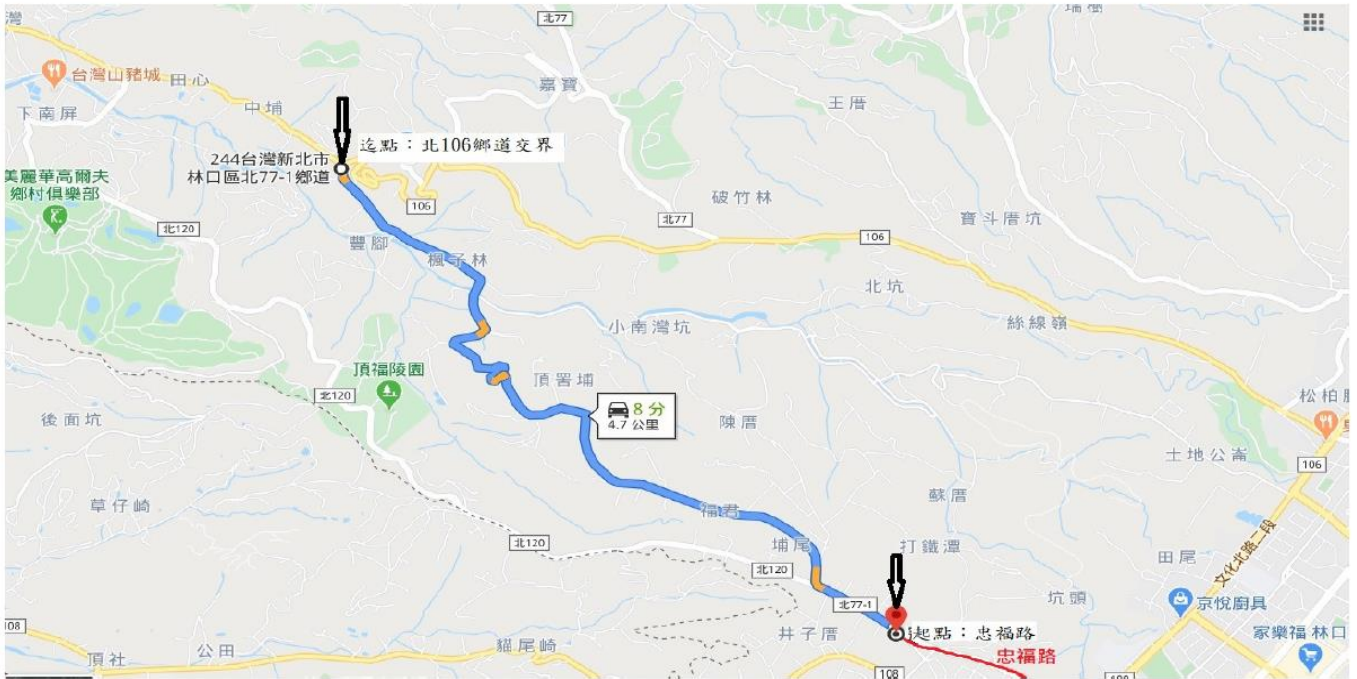 北77
瑞樹
台灣山豬城
田心
嘉寶
下南屏
中埔
王厝
迄點：北106鄉道交界
244台灣新北市
林口區北77-1鄉道
美麗華高爾夫
鄉村俱樂部
106
破竹林
北77
寶斗厝坑
北120
豐腳
106
楓子林
北坑
小南灣坑
絲線嶺
頂福陵園
頂署埔
北120
8 分
4.7 公里
松柏
後面坑
陳厝
土地公崙
106
草仔崎
蘇厝
福君
文化北路二段
北120
埔尾
打鐵潭
田尾
北120
北77-1
坑頭
京悅廚具
108
井子厝
起點：忠福路
家樂福 林口
頂社
公田
貓尾崎
忠福路
108
108